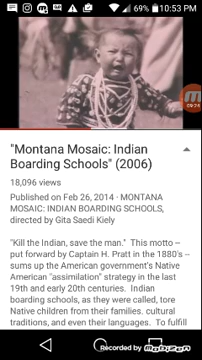 69% 10:53 PM
09:24
"Montana Mosaic: Indian
Boarding Schools" (2006)
18,096 views
Published on Feb 26, 2014 · MONTANA
MOSAIC: INDIAN BOARDING SCHOOLS,
directed by Gita Saedi Kiely
"Kill the Indian, save the man." This motto --
put forward by Captain H. Pratt in the 1880's --
sums up the American government's Native
American "assimilation" strategy in the last
19th and early 20th centuries. Indian
boarding schools, as they were called, tore
Native children from their families, cultural
traditions, and even their languages. To fulfill
Recorded by